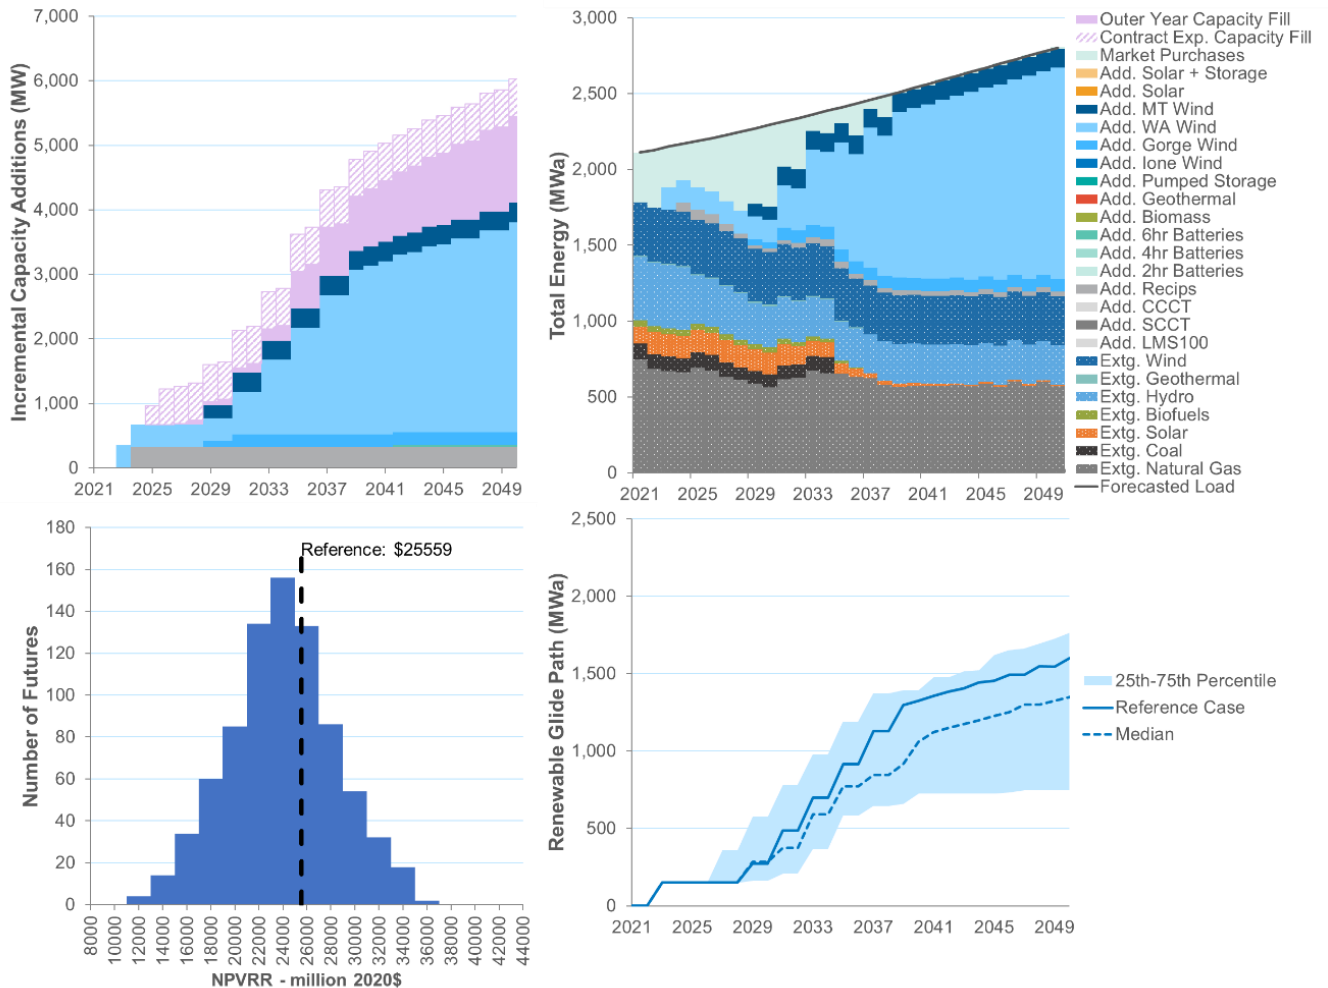 Incremental Capacity Additions (MW)
7,000
6,000
5,000
4,000
3,000
2,000
1,000
0
2021 2025 2029 2033 2037 2041 2045 2049
Total Energy (MWa)
3,000
2,500
2,000
1,500
1,000
500
0
2021 2025 2029 2033 2037 2041 2045 2049
Outer Year Capacity Fill
Contract Exp. Capacity Fill
Market Purchases
Add. Solar + Storage
Add. Solar
Add. MT Wind
Add. WA Wind
Add. Gorge Wind
Add. Ione Wind
Add. Pumped Storage
Add. Geothermal
Add. Biomass
Add. 6hr Batteries
Add. 4hr Batteries
Add. 2hr Batteries
Add. Recips
Add. CCCT
Add. SCCT
Add. LMS100
Extg. Wind
Extg. Geothermal
Extg. Hydro
Extg. Biofuels
Extg. Solar
Extg. Coal
Extg. Natural Gas
Forecasted Load
Number of Futures
180
160
140
120
100
80
60
40
20
0
Reference: $25559
8000 10000 12000 14000 16000 18000 20000 22000 24000 26000 28000 30000 32000 34000 36000 38000 40000 42000 44000
NPVRR - million 2020$
Renewable Glide Path (MWa)
2,500
2,000
1,500
1,000
500
0
2021 2025 2029 2033 2037 2041 2045 2049
25th-75th Percentile
Reference Case
Median